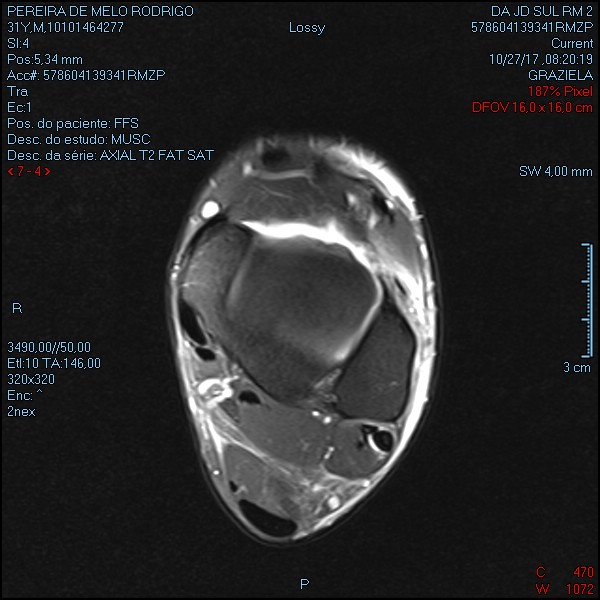 PEREIRA DE MELO RODRIGO
31Y,M,10101464277
Sl:4
Pos:5,34 mm
Acc#: 578604139341RMZP
Tra
Ec:1
Pos. do paciente: FFS
Desc. do estudo: MUSC
Desc. da série: AXIAL T2 FAT SAT
< 7 - 4 >
Lossy
DA JD SUL RM 2
578604139341RMZP
Current
10/27/17 ,08:20:19
GRAZIELA
187% Pixel
DFOV 16,0 x 16,0 cm
SW 4,00 mm
R
3 cm
3490,00//50,00
Etl:10 TA:146,00
320x320
Enc: ^
2nex
P
C 470
W 1072